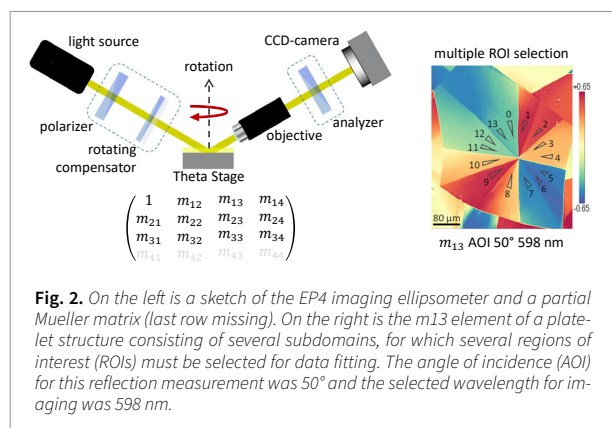 light source
CCD-camera
rotation
polarizer
rotating
compensator
objective
analyzer
Theta Stage
1 m12 m13 m14
m21 m22 m23 m24
m31 m32 m33 m34
m41 m42 m43 m44
multiple ROI selection
+0.65
0
1
2
3
4
5
6
7
8
9
10
11
12
13
-0.65
80 µm
m13 AOI 50° 598 nm
Fig. 2. On the left is a sketch of the EP4 imaging ellipsometer and a partial
Mueller matrix (last row missing). On the right is the m13 element of a plate-
let structure consisting of several subdomains, for which several regions of
interest (ROIs) must be selected for data fitting. The angle of incidence (AOI)
for this reflection measurement was 50° and the selected wavelength for im-
aging was 598 nm.